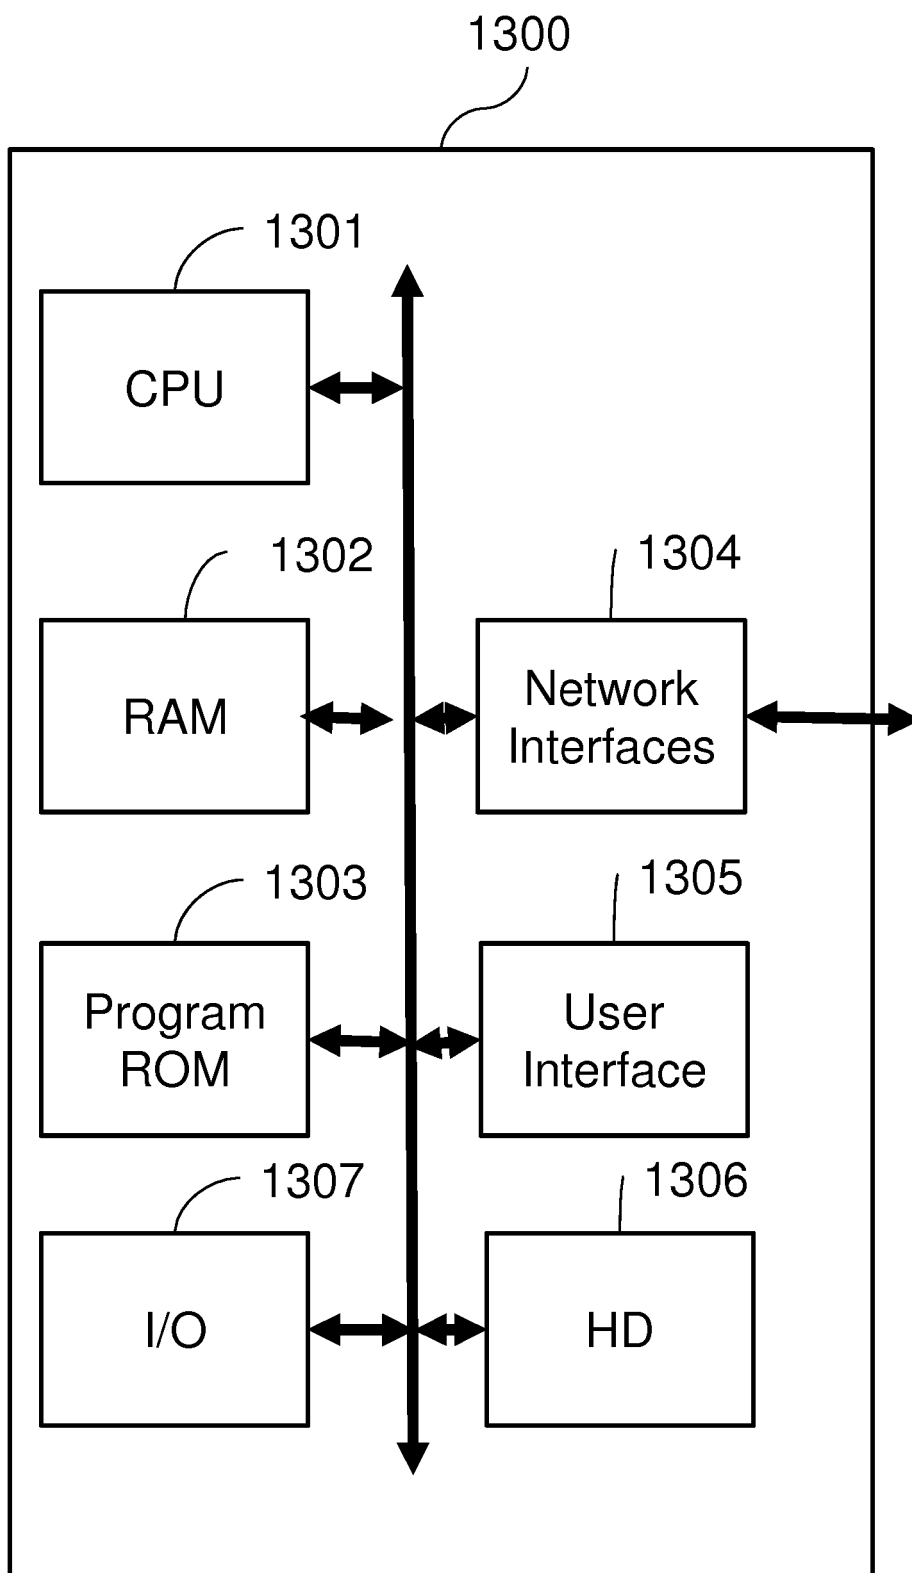 1300
1301
CPU
1302
RAM
1304
Network
Interfaces
1303
Program
ROM
1305
User
Interface
1307
I/O
1306
HD